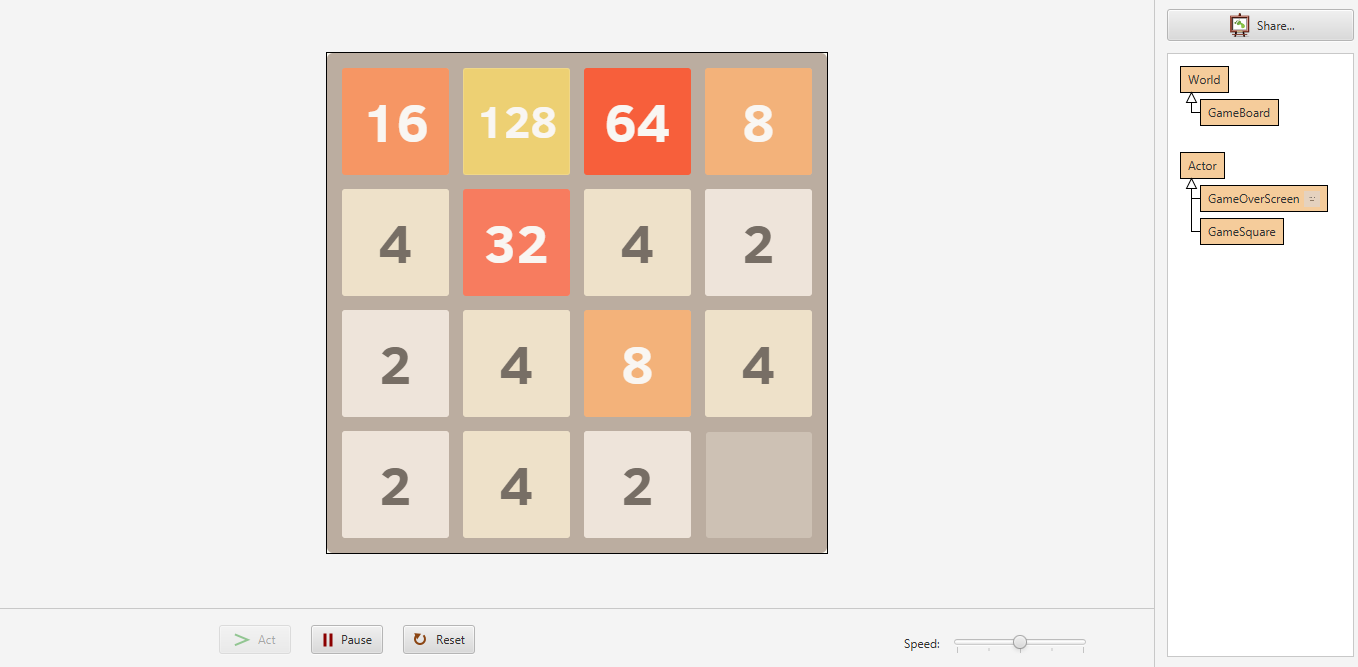 Share...
World
GameBoard
Actor
GameOverScreen
GameSquare
16 128 64 8
4 32 4 2
2 4 8 4
2 4 2
Act Pause Reset Speed: